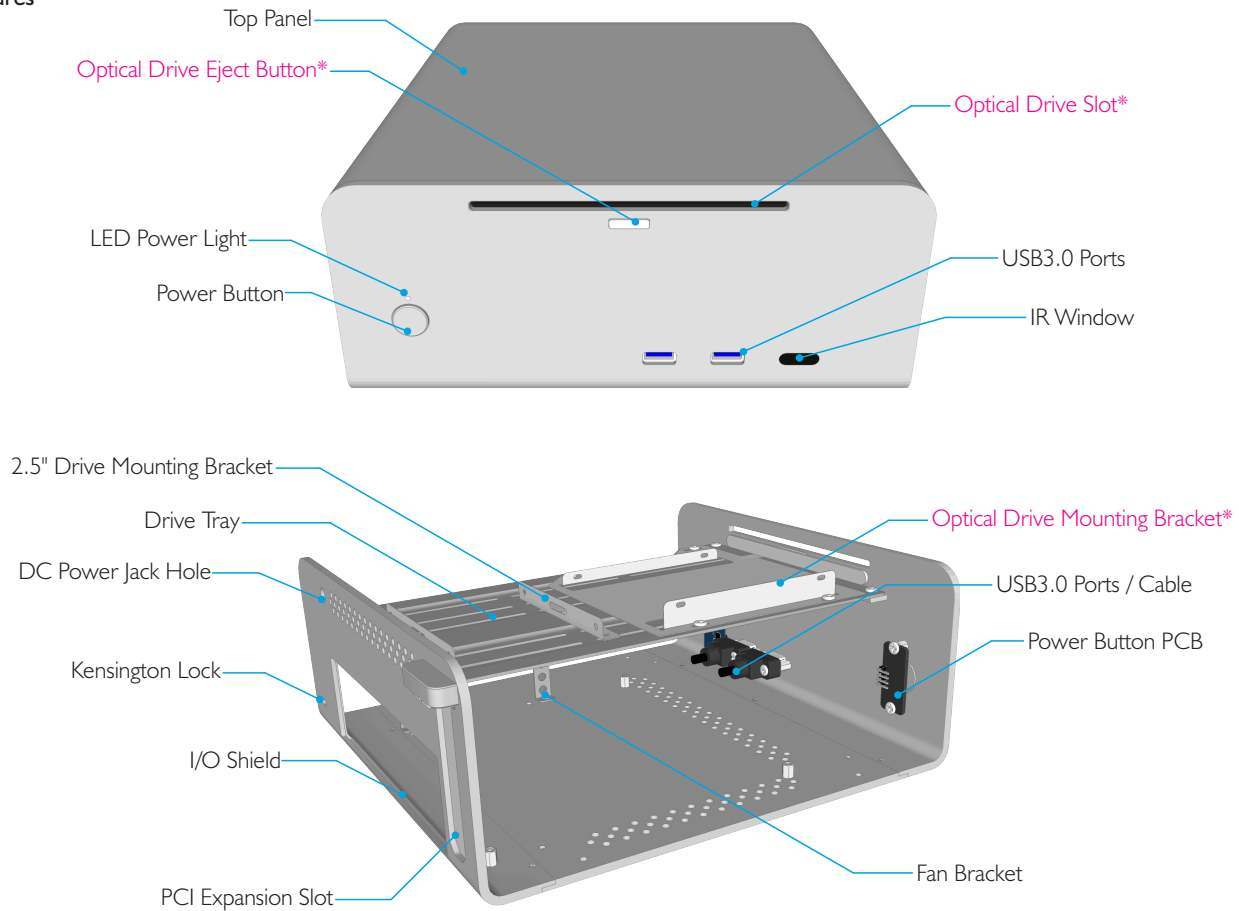 Top Panel
Optical Drive Eject Button*
Optical Drive Slot*
LED Power Light
USB3.0 Ports
Power Button
IR Window
2.5" Drive Mounting Bracket
Drive Tray
Optical Drive Mounting Bracket*
DC Power Jack Hole
USB3.0 Ports / Cable
Power Button PCB
Kensington Lock
I/O Shield
Fan Bracket
PCI Expansion Slot